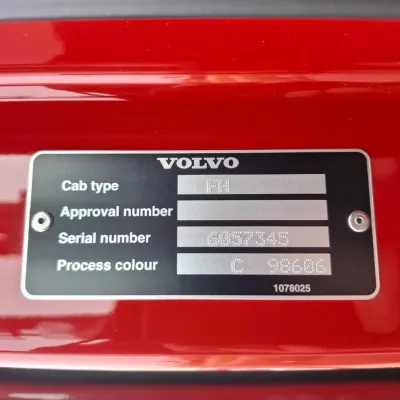 VOLVO
Cab type FH
Approval number
Serial number 6057345
Process colour C 98606
1078025